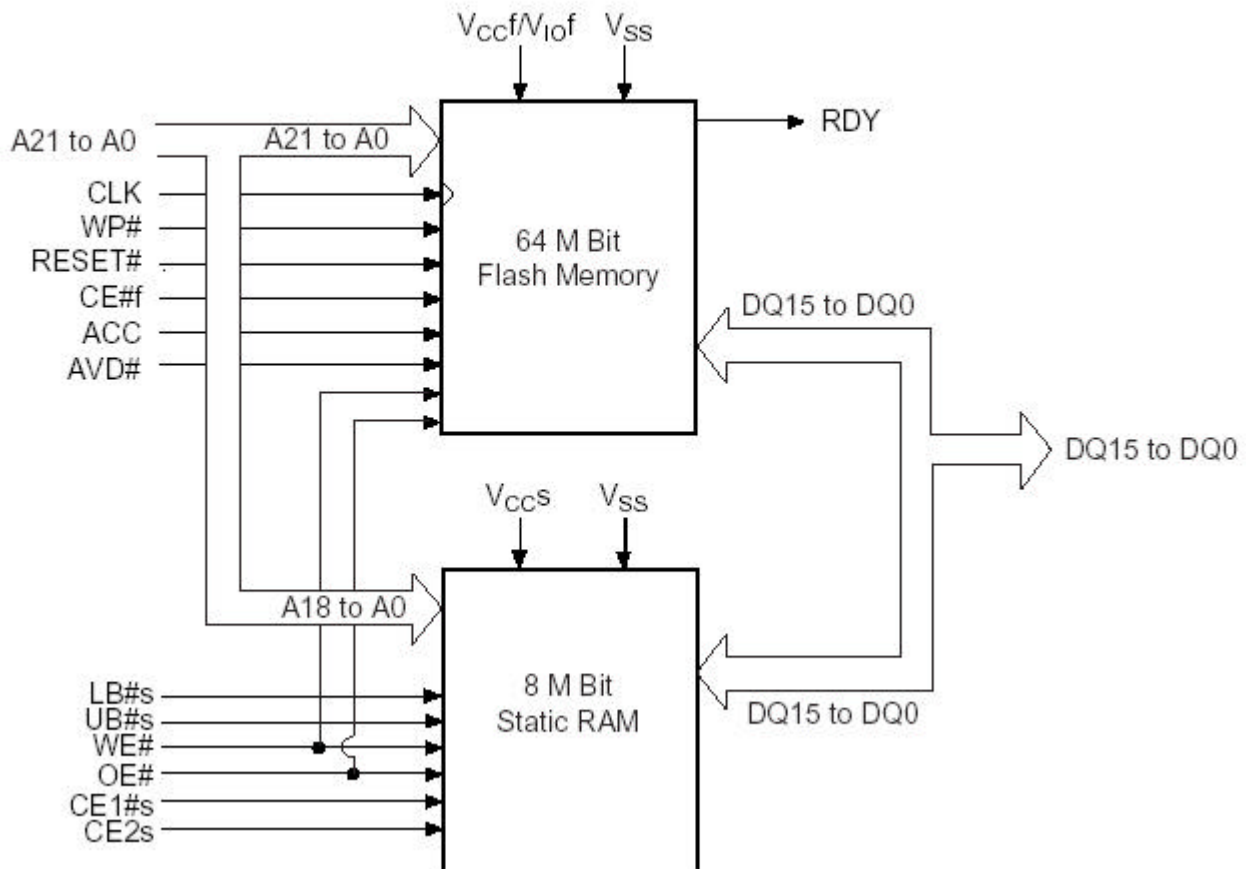 VCCf/VIOf VSS
A21 to A0
A21 to A0
RDY
CLK
WP#
RESET#
CE#f
ACC
AVD#
64 M Bit
Flash Memory
DQ15 to DQ0
DQ15 to DQ0
VCCs VSS
A18 to A0
LB#s
UB#s
WE#
OE#
CE1#s
CE2s
8 M Bit
Static RAM
DQ15 to DQ0